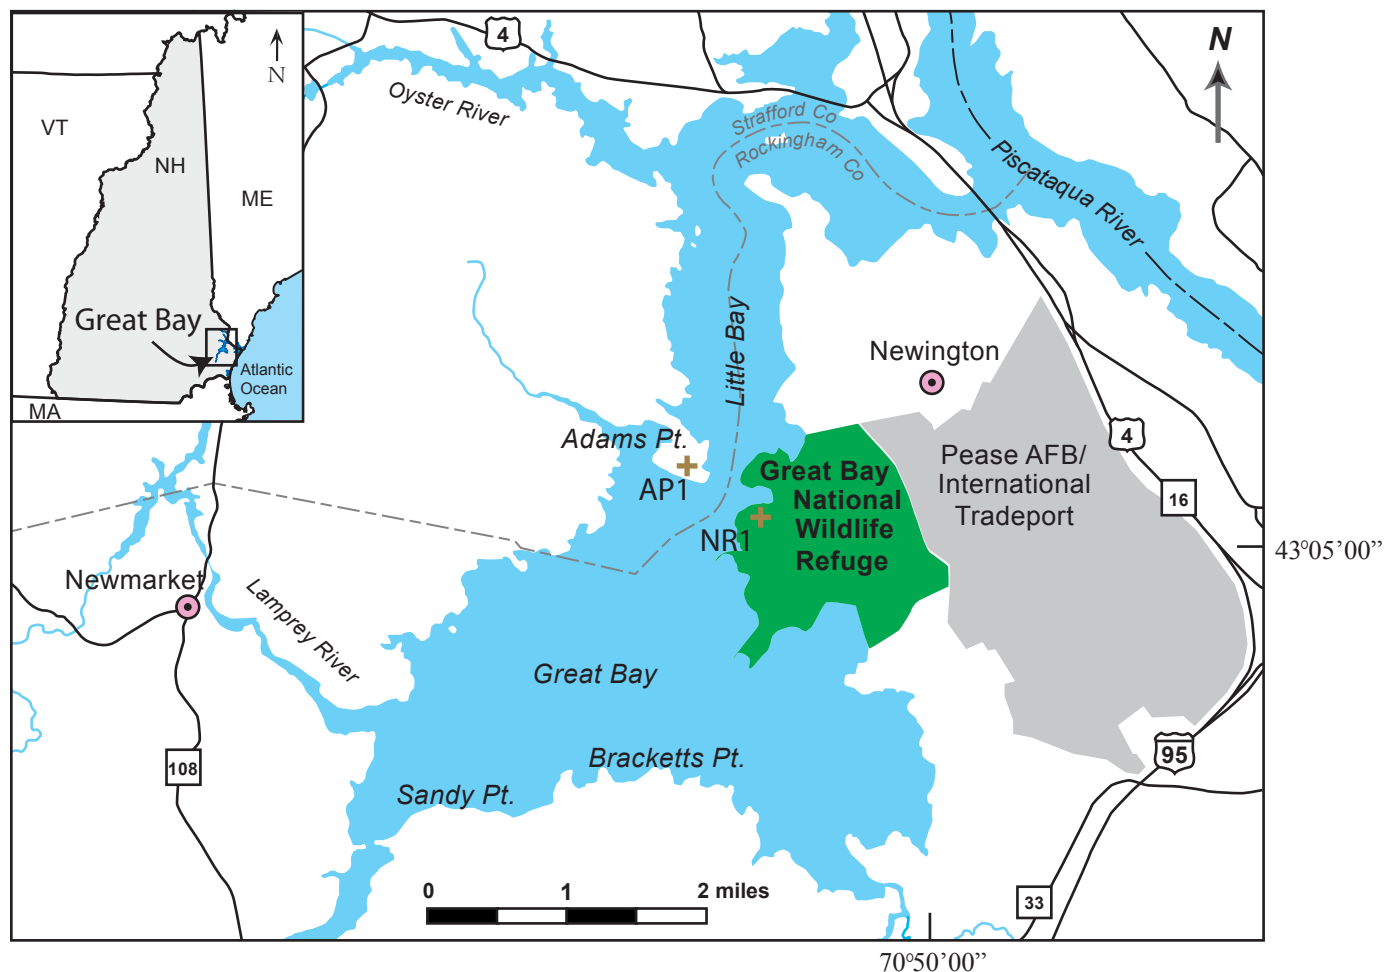 N
VT
NH
ME
Great Bay
Atlantic
Ocean
MA
4
N
Oyster River
Strafford Co
Rockingham Co
Piscataqua River
Little Bay
Newington
Adams Pt.
AP1
Great Bay
National
Wildlife
Refuge
NR1
Pease AFB/
International
Tradeport
4
16
43°05'00”
108
Newmarket
Lamprey River
Great Bay
Bracketts Pt.
Sandy Pt.
108
95
33
0 1 2 miles
70°50'00”